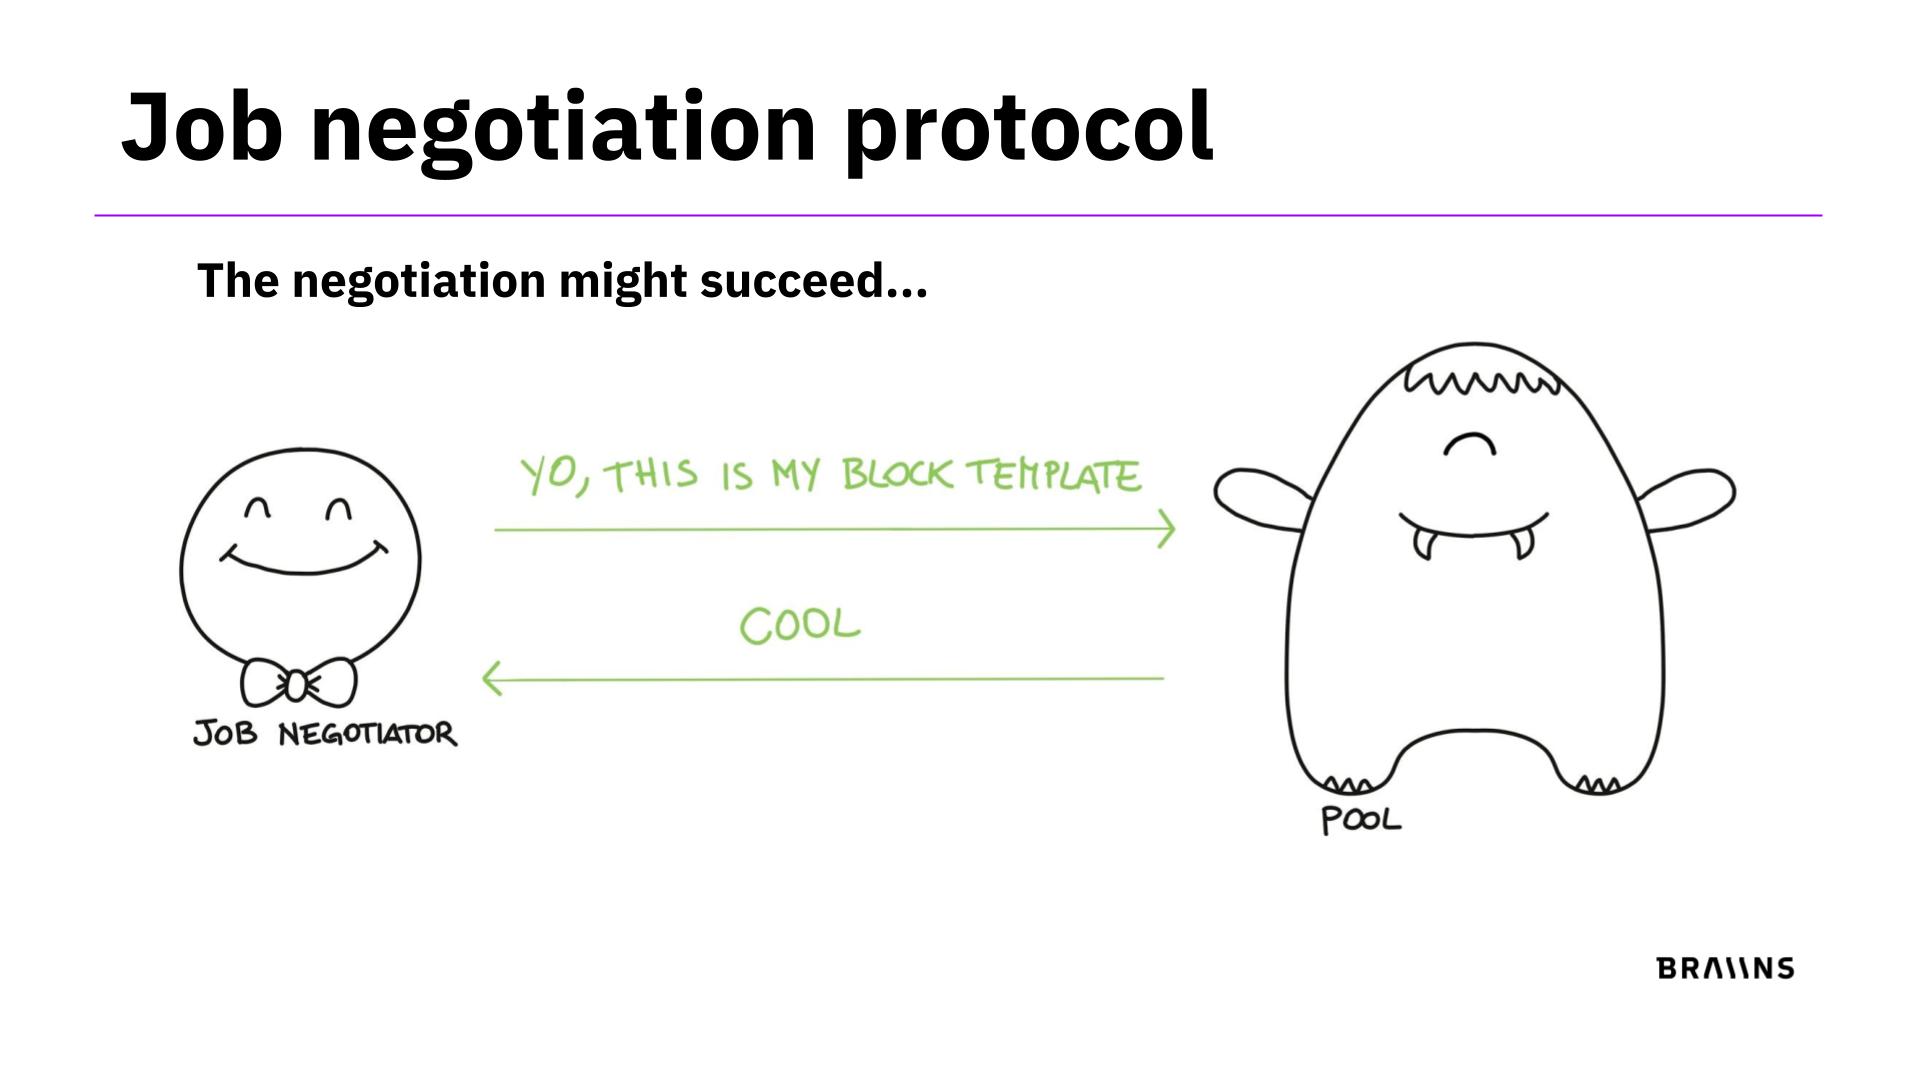 Job negotiation protocol
The negotiation might succeed...
YO, THIS IS MY BLOCK TEMPLATE
COOL
JOB NEGOTIATOR
POOL
BRAIINS